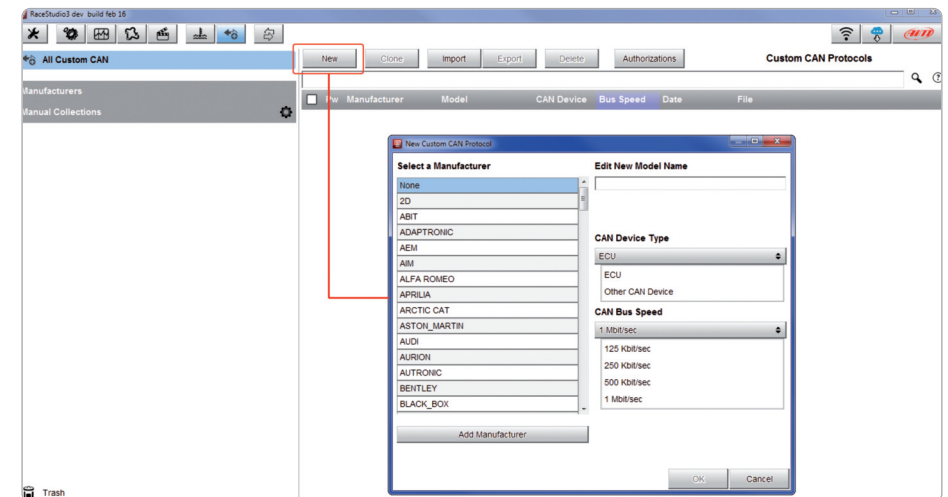 RaceStudio3 dev build feb 16
AiM
All Custom CAN
New Clone Import Export Delete Authorizations Custom CAN Protocols
Manufacturers
Manual Collections
Pw Manufacturer Model CAN Device Bus Speed Date File
New Custom CAN Protocol
Select a Manufacturer
None
2D
ABIT
ADAPTRONIC
AEM
AIM
ALFA ROMEO
APRILIA
ARCTIC CAT
ASTON_MARTIN
AUDI
AURION
AUTRONIC
BENTLEY
BLACK_BOX
Add Manufacturer
Edit New Model Name
CAN Device Type
ECU
ECU
Other CAN Device
CAN Bus Speed
1 Mbit/sec
125 Kbit/sec
250 Kbit/sec
500 Kbit/sec
1 Mbit/sec
OK Cancel
Trash